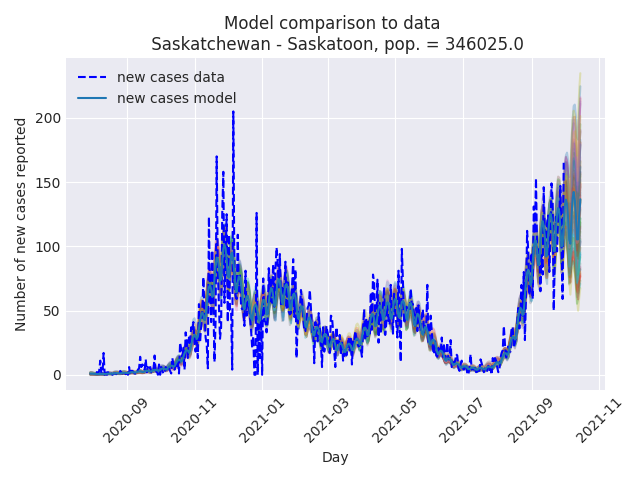 Model comparison to data
Saskatchewan - Saskatoon, pop. = 346025.0
new cases data
new cases model
Number of new cases reported
200
150
100
50
0
2020-09
2020-11
2021-01
2021-03
2021-05
2021-07
2021-09
2021-11
Day